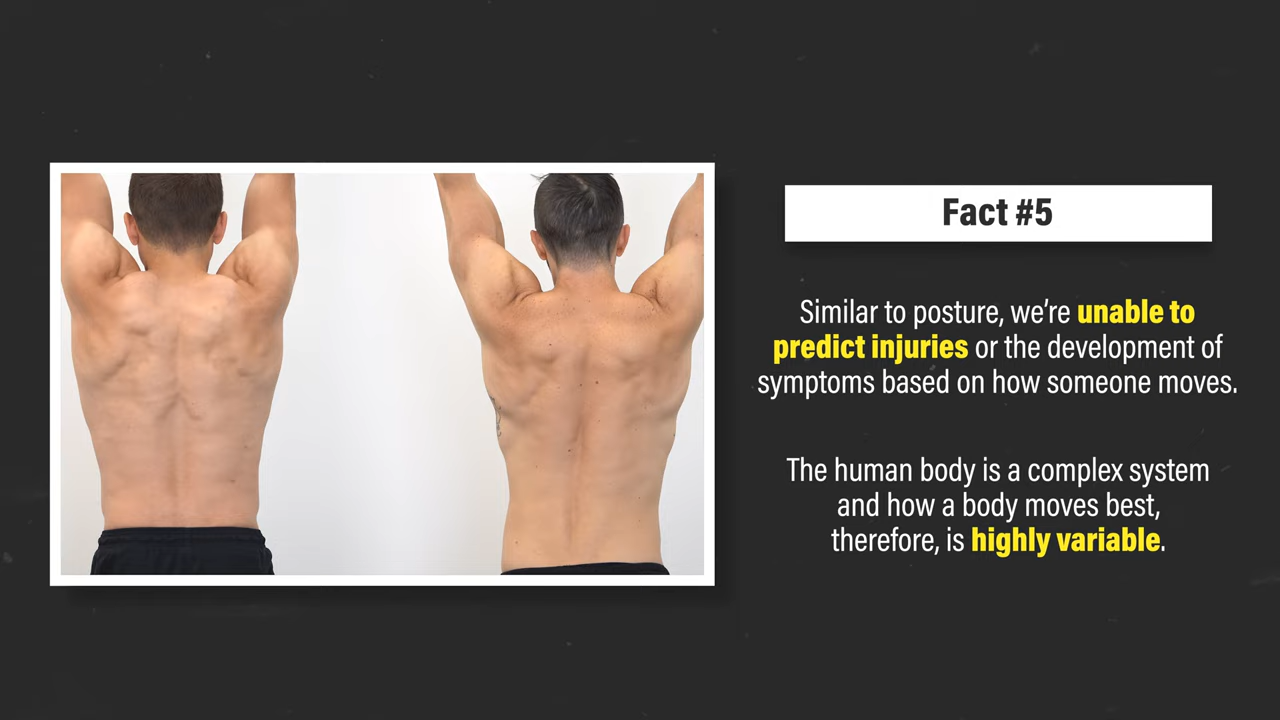 Fact #5
Similar to posture, we’re unable to
predict injuries or the development of
symptoms based on how someone moves.
The human body is a complex system
and how a body moves best,
therefore, is highly variable.